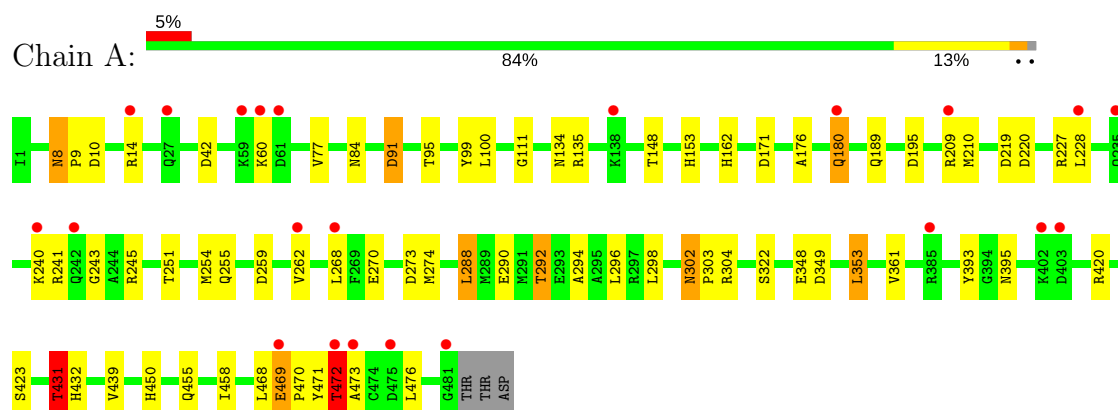 5%
Chain A:
84% 13% • •
I1 N8 P9 D10 R14 Q27 D42 K59 K60 D61 V77 N84 D91 T95 Y99 L100 G111 N134 R135 K138 T148 H153 H162 D171 A176 Q180 Q189 D195 R209 M210 D219 D220 R227 L228
K240 R241 Q242 G243 A244 R245 T251 M254 Q255 D259 V262 L268 F269 E270 D273 M274 L288 M289 E290 M291 T292 E293 A294 A295 L296 R297 L298 N302 P303 R304 S322 E348 D349 L353 V361 R385 Y393 G394 N395 K402 D403 R420
S423 T431 H432 V439 H450 Q455 I458 L468 E469 P470 Y471 T472 A473 C474 D475 L476 G481 THR THR ASP